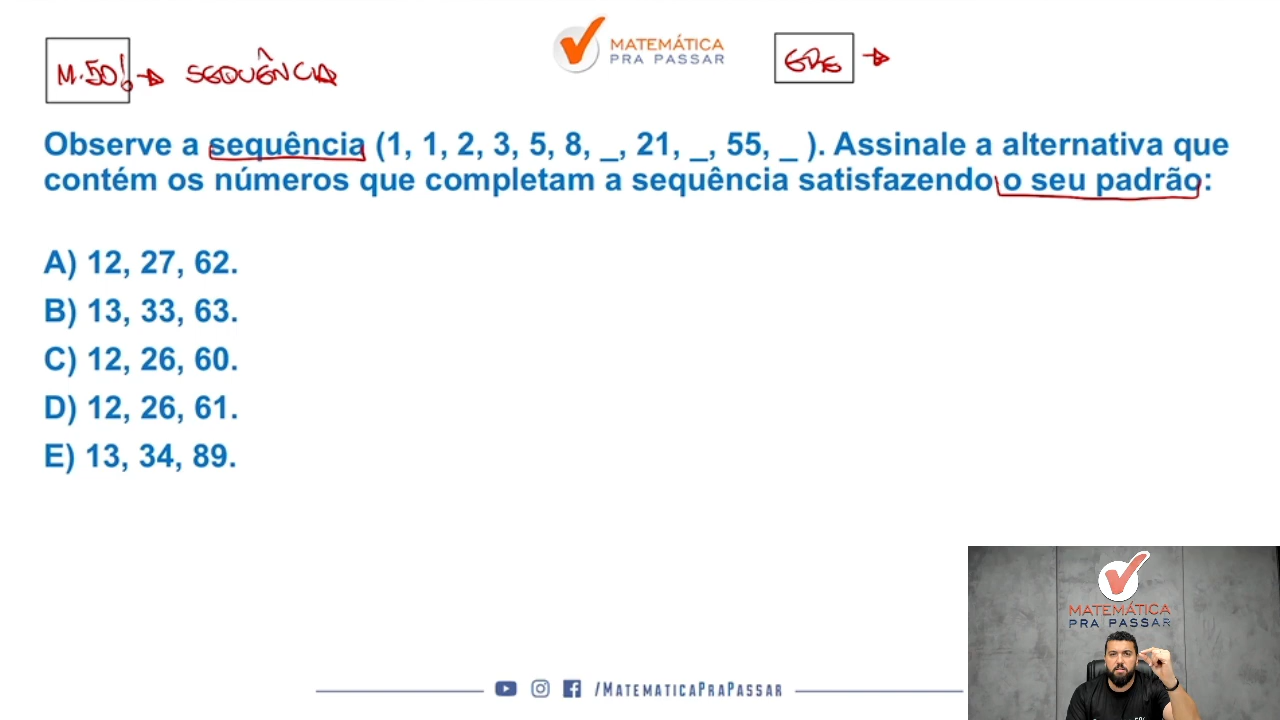 M.50!
SEQUÊNCIA
MATEMÁTICA
PRA PASSAR
Observe a sequência (1, 1, 2, 3, 5, 8, _, 21, _, 55, _ ). Assinale a alternativa que
contém os números que completam a sequência satisfazendo o seu padrão:
A) 12, 27, 62.
B) 13, 33, 63.
C) 12, 26, 60.
D) 12, 26, 61.
E) 13, 34, 89.
MATEMÁTICA
PRA PASSAR
/MATEMATICAPRAPASSAR